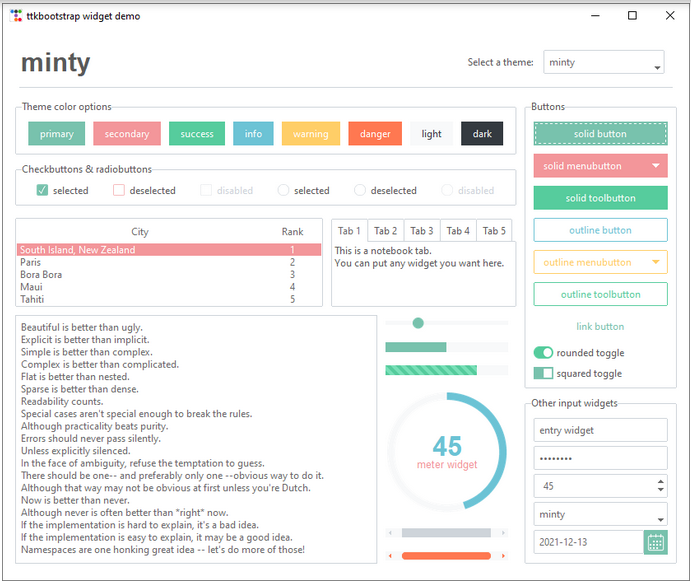 ttkbootstrap widget demo
minty
Select a theme:
minty
Theme color options
primary
secondary
success
info
warning
danger
light
dark
Checkbuttons & radiobuttons
selected
deselected
disabled
selected
deselected
disabled
City Rank
South Island, New Zealand 1
Paris 2
Bora Bora 3
Maui 4
Tahiti 5
Tab 1
Tab 2
Tab 3
Tab 4
Tab 5
This is a notebook tab.
You can put any widget you want here.
Beautiful is better than ugly.
Explicit is better than implicit.
Simple is better than complex.
Complex is better than complicated.
Flat is better than nested.
Sparse is better than dense.
Readability counts.
Special cases aren't special enough to break the rules.
Although practicality beats purity.
Errors should never pass silently.
Unless explicitly silenced.
In the face of ambiguity, refuse the temptation to guess.
There should be one-- and preferably only one --obvious way to do it.
Although that way may not be obvious at first unless you're Dutch.
Now is better than never.
Although never is often better than *right* now.
If the implementation is hard to explain, it's a bad idea.
If the implementation is easy to explain, it may be a good idea.
Namespaces are one honking great idea -- let's do more of those!
45
meter widget
Buttons
solid button
solid menubutton
solid toolbutton
outline button
outline menubutton
outline toolbutton
link button
rounded toggle
squared toggle
Other input widgets
entry widget
••••••••
45
minty
2021-12-13